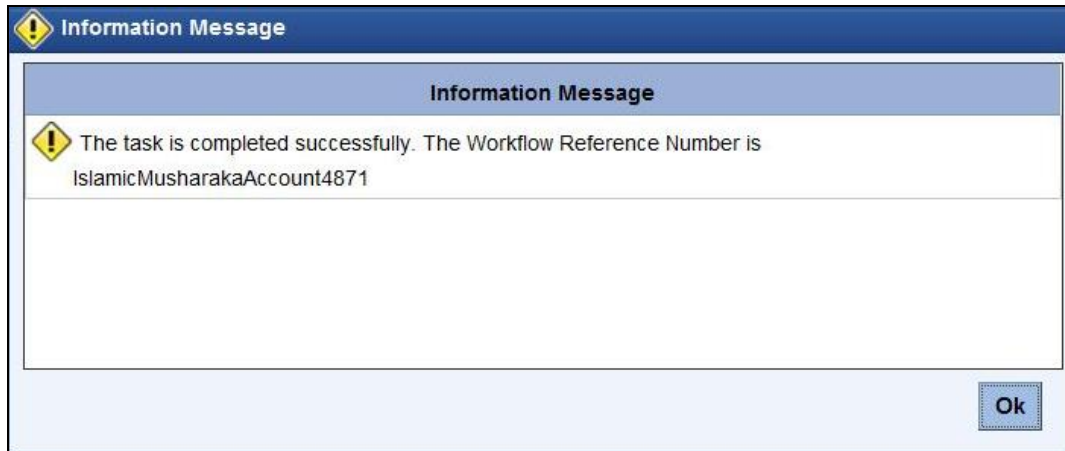 Information Message
Information Message
The task is completed successfully. The Workflow Reference Number is
IslamicMusharakaAccount4871
Ok